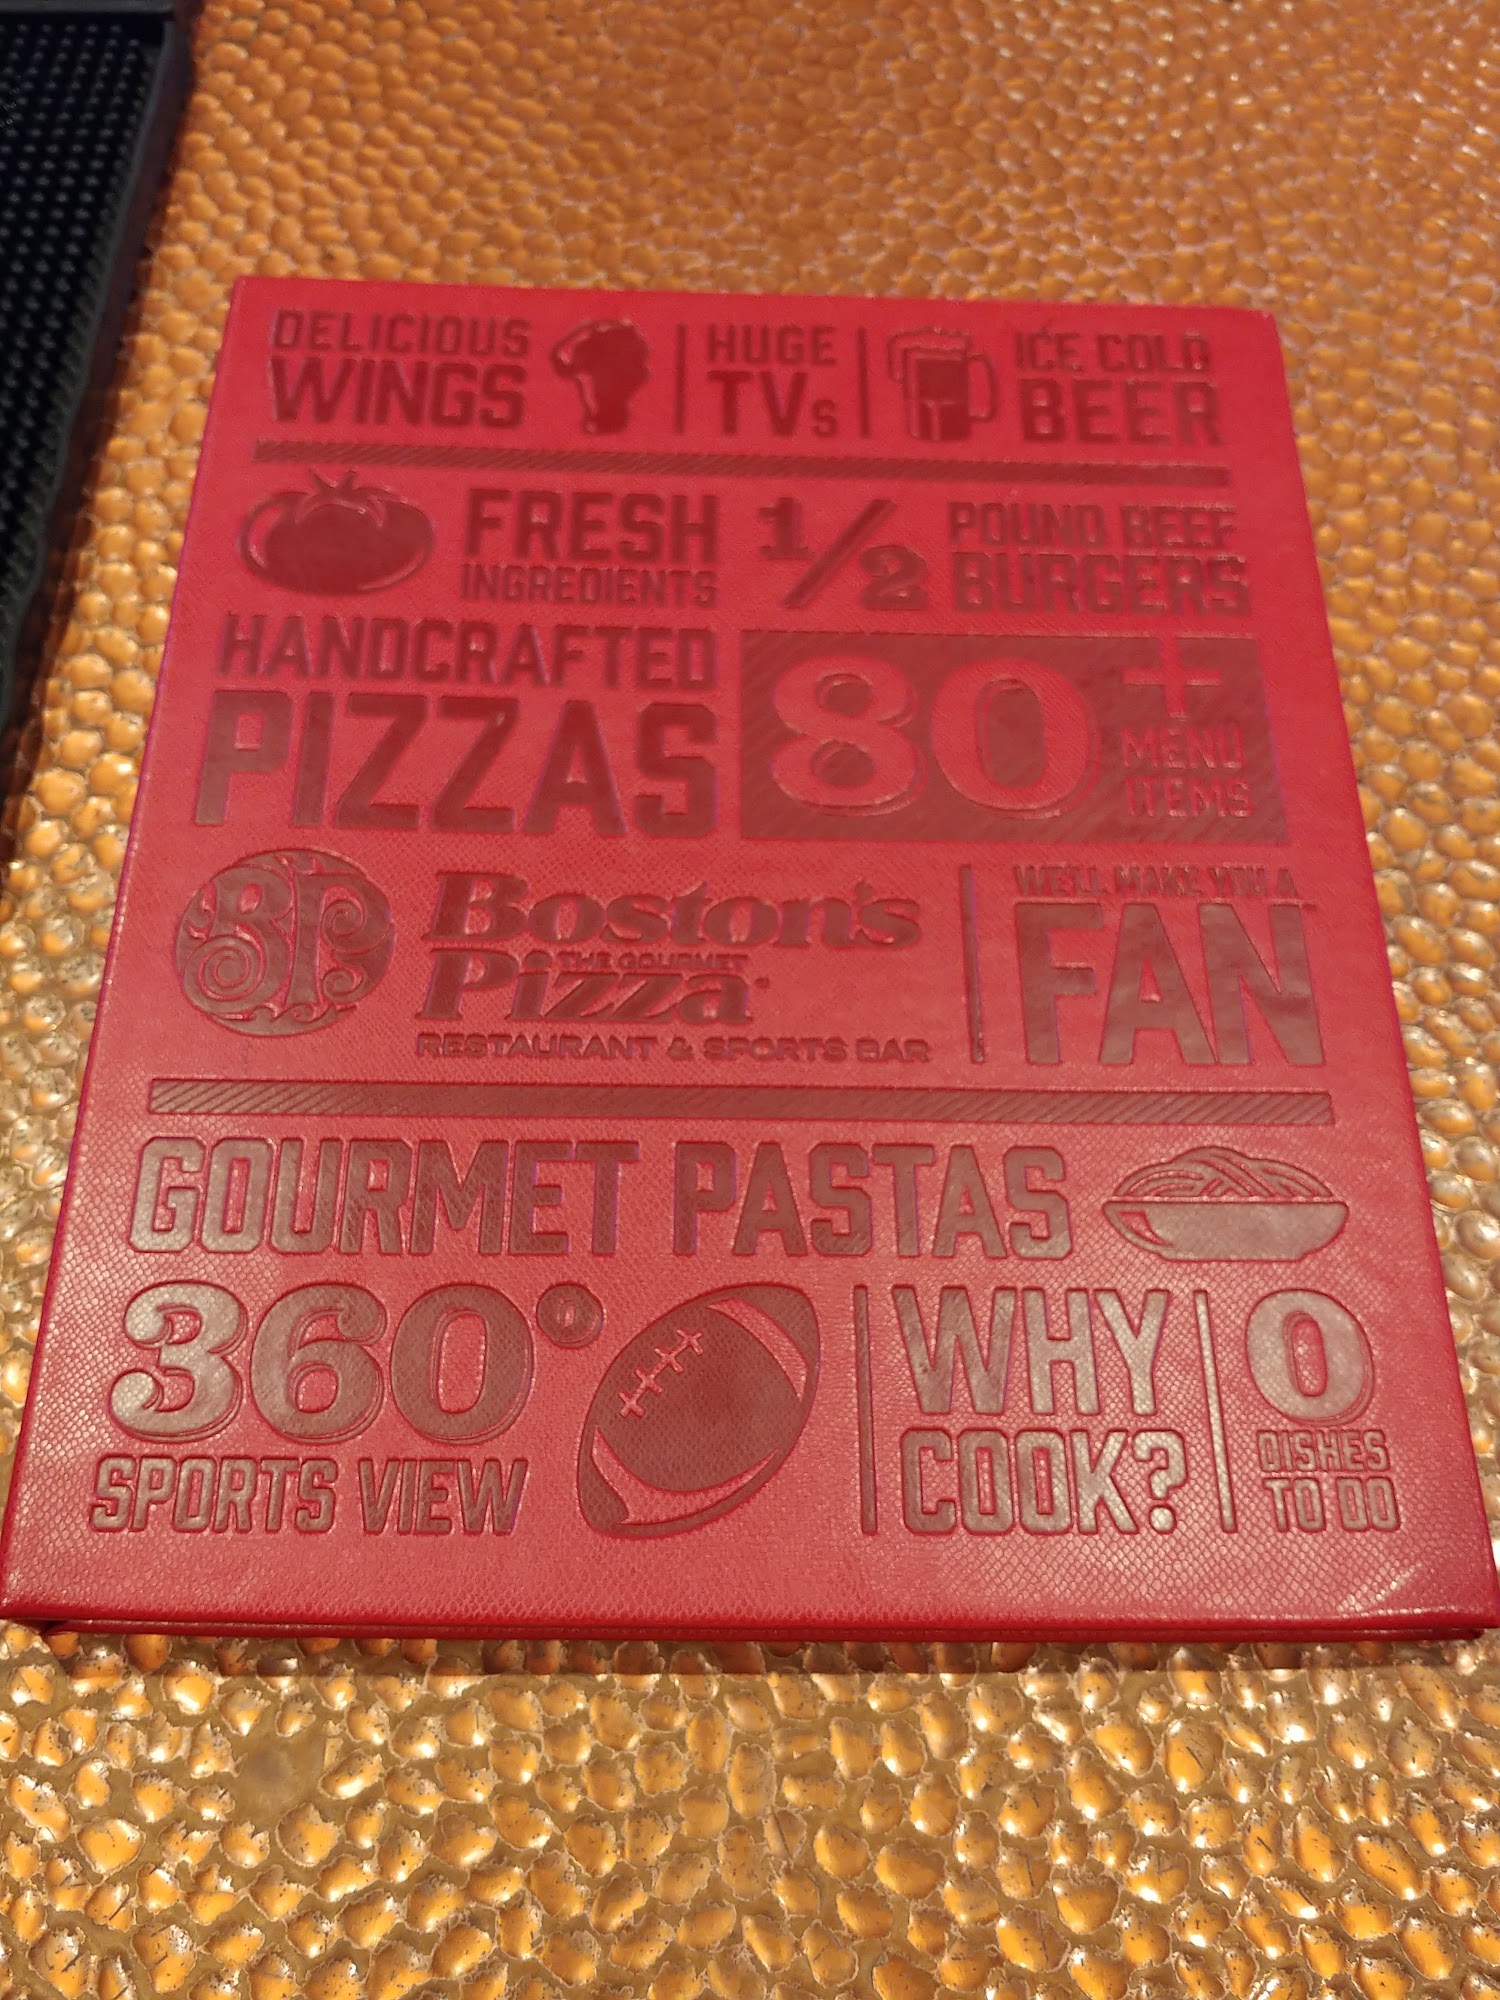 DELICIOUS
WINGS
HUGE
TVs
ICE COLD
BEER
FRESH
INGREDIENTS
1/2
POUND BEEF
BURGERS
HANDCRAFTED
PIZZAS
80+
MENU
ITEMS
BP
Boston's
THE GOURMET
Pizza
RESTAURANT & SPORTS BAR
WE'LL MAKE YOU A
FAN
GOURMET PASTAS
360°
SPORTS VIEW
WHY
COOK?
0
DISHES
TO DO